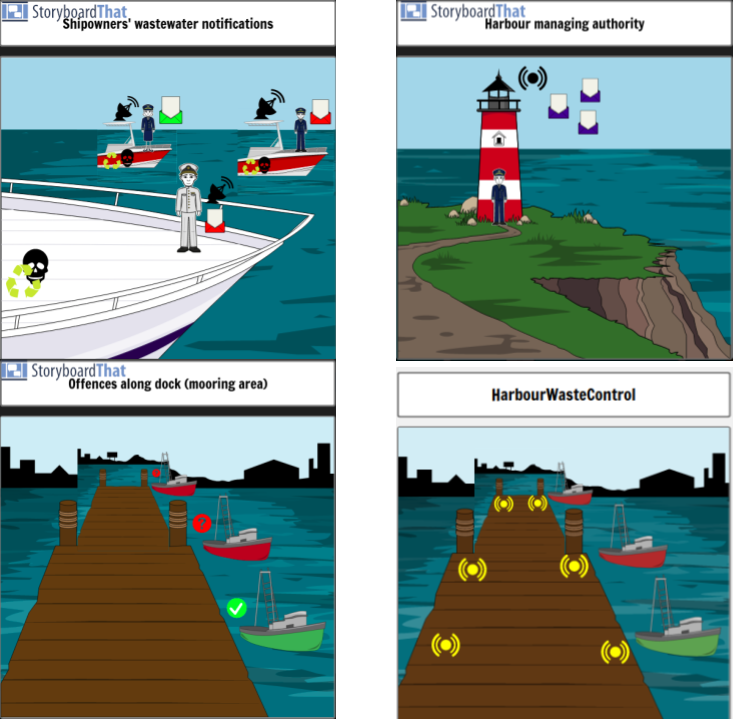 StoryboardThat
Shipowners' wastewater notifications
StoryboardThat
Harbour managing authority
StoryboardThat
Offences along dock (mooring area)
HarbourWasteControl
?